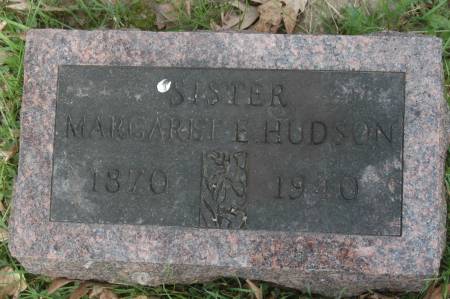 SISTER
MARGARET E. HUDSON
1870 1940